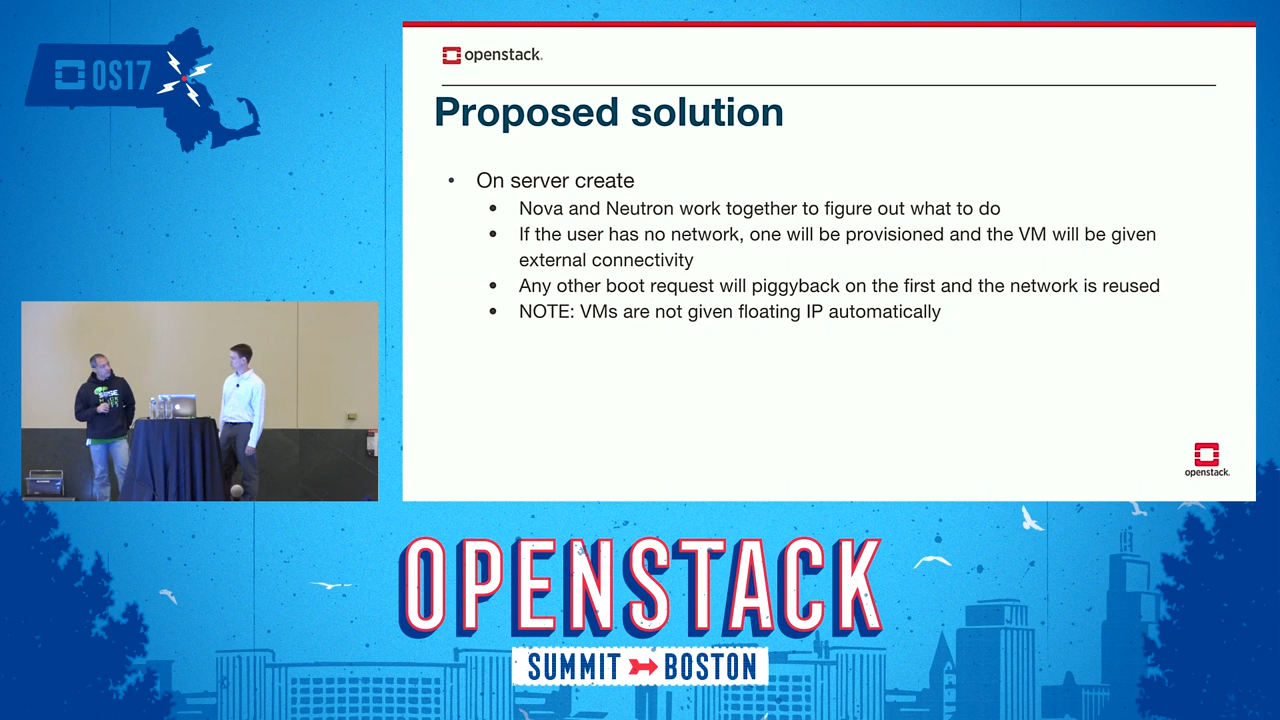 OS17
openstack.
Proposed solution
• On server create
• Nova and Neutron work together to figure out what to do
• If the user has no network, one will be provisioned and the VM will be given
external connectivity
• Any other boot request will piggyback on the first and the network is reused
• NOTE: VMs are not given floating IP automatically
openstack.
OPENSTACK
SUMMIT BOSTON